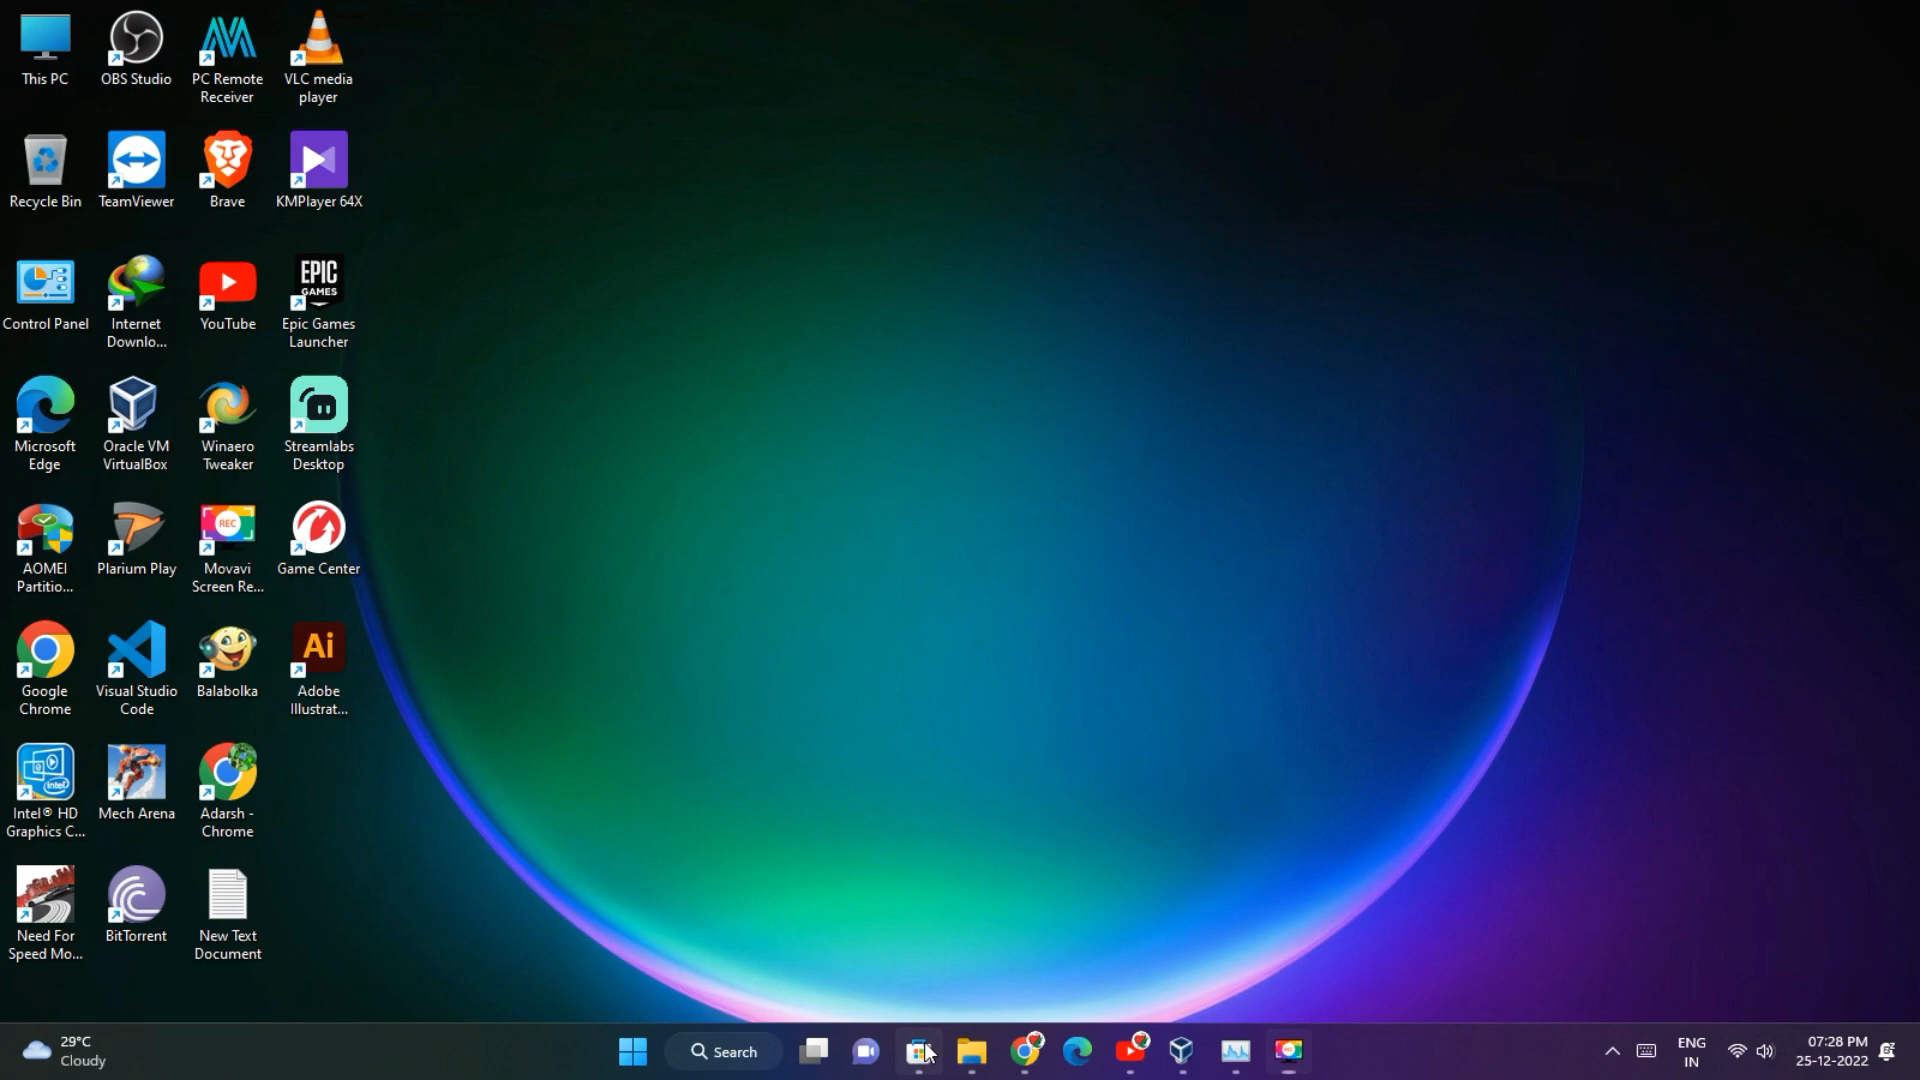 This PC
OBS Studio
PC Remote
Receiver
VLC media
player
Recycle Bin
TeamViewer
Brave
KMPlayer 64X
EPIC
GAMES
Control Panel
Internet
Downlo...
YouTube
Epic Games
Launcher
Microsoft
Edge
Oracle VM
VirtualBox
Winaero
Tweaker
Streamlabs
Desktop
REC
AOMEI
Partitio...
Plarium Play
Movavi
Screen Re...
Game Center
Ai
Google
Chrome
Visual Studio
Code
Balabolka
Adobe
Illustrat...
intel
Intel® HD
Graphics C...
Mech Arena
Adarsh -
Chrome
Need For
Speed Mo...
BitTorrent
New Text
Document
29°C
Cloudy
Search
REC
ENG
IN
07:28 PM
25-12-2022